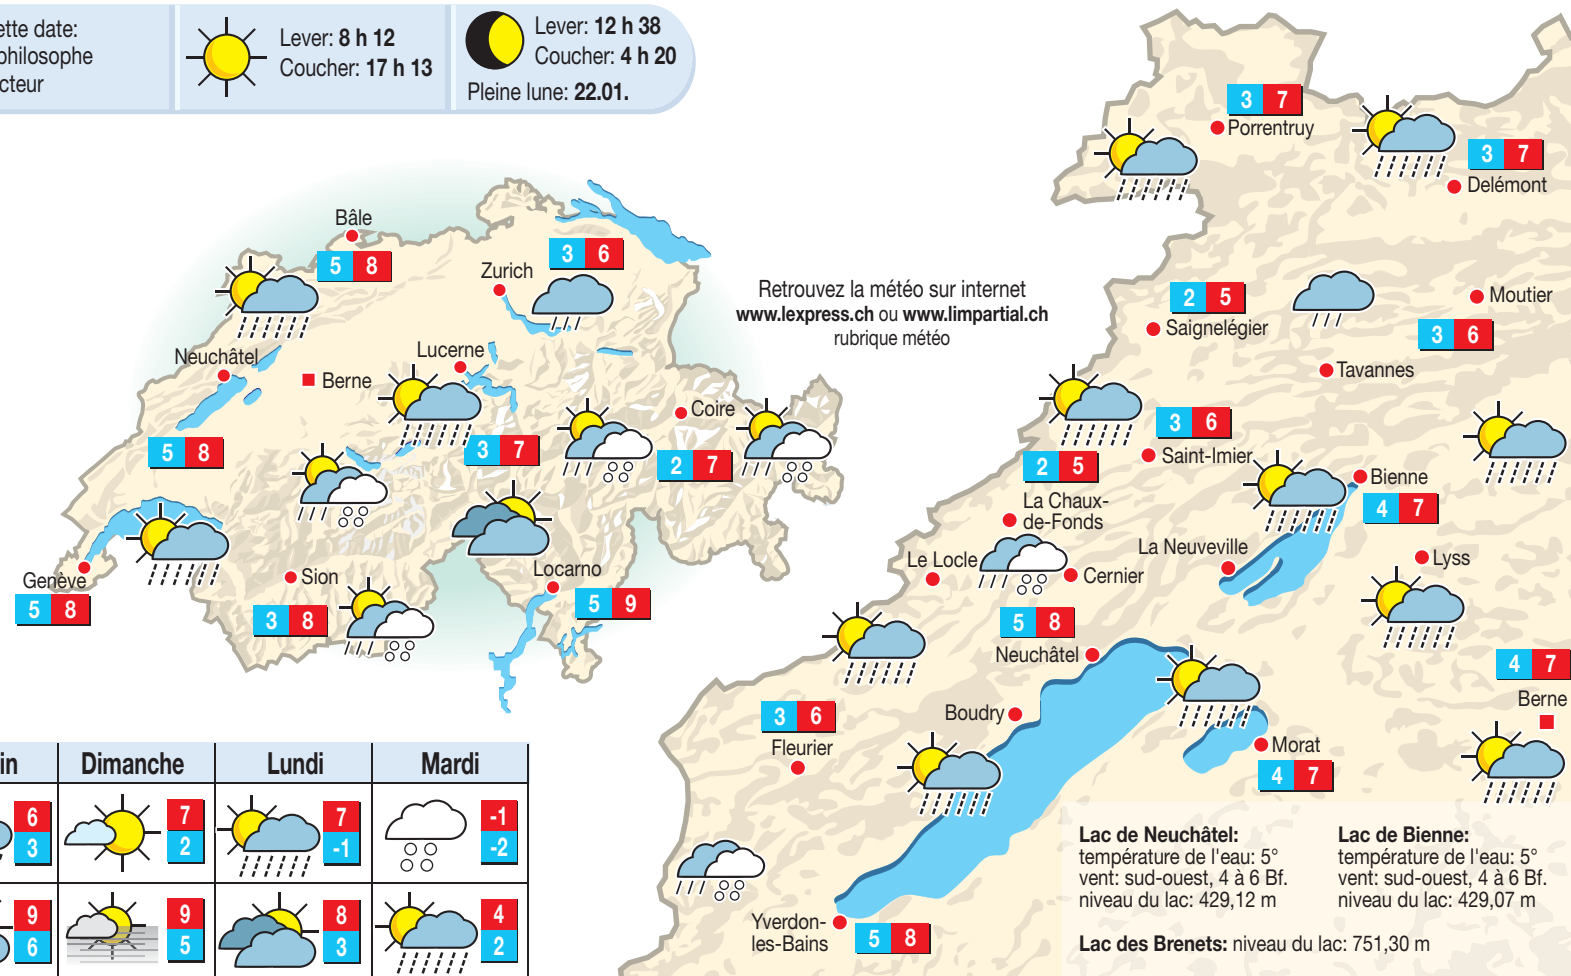 ette date:
philosophe
cteur
Lever: 8 h 12
Coucher: 17 h 13
Lever: 12 h 38
Coucher: 4 h 20
Pleine lune: 22.01.
Bâle
5 8
Zurich
3 6
Neuchâtel
5 8
Berne
Lucerne
3 7
Coire
2 7
Genève
5 8
Sion
3 8
Locarno
5 9
Retrouvez la météo sur internet
www.lexpress.ch ou www.limpartial.ch
rubrique météo
3 7
Porrentruy
3 7
Delémont
2 5
Saignelégier
Moutier
3 6
Tavannes
3 6
Saint-Imier
2 5
La Chaux-
de-Fonds
Bienne
4 7
Le Locle
Cernier
La Neuveville
Lyss
5 8
Neuchâtel
4 7
Berne
3 6
Fleurier
Boudry
Morat
4 7
Yverdon-
les-Bains
5 8
in
Dimanche
Lundi
Mardi
6
3
7
2
7
-1
-1
-2
9
6
9
5
8
3
4
2
Lac de Neuchâtel:
température de l'eau: 5°
vent: sud-ouest, 4 à 6 Bf.
niveau du lac: 429,12 m
Lac de Bienne:
température de l'eau: 5°
vent: sud-ouest, 4 à 6 Bf.
niveau du lac: 429,07 m
Lac des Brenets: niveau du lac: 751,30 m